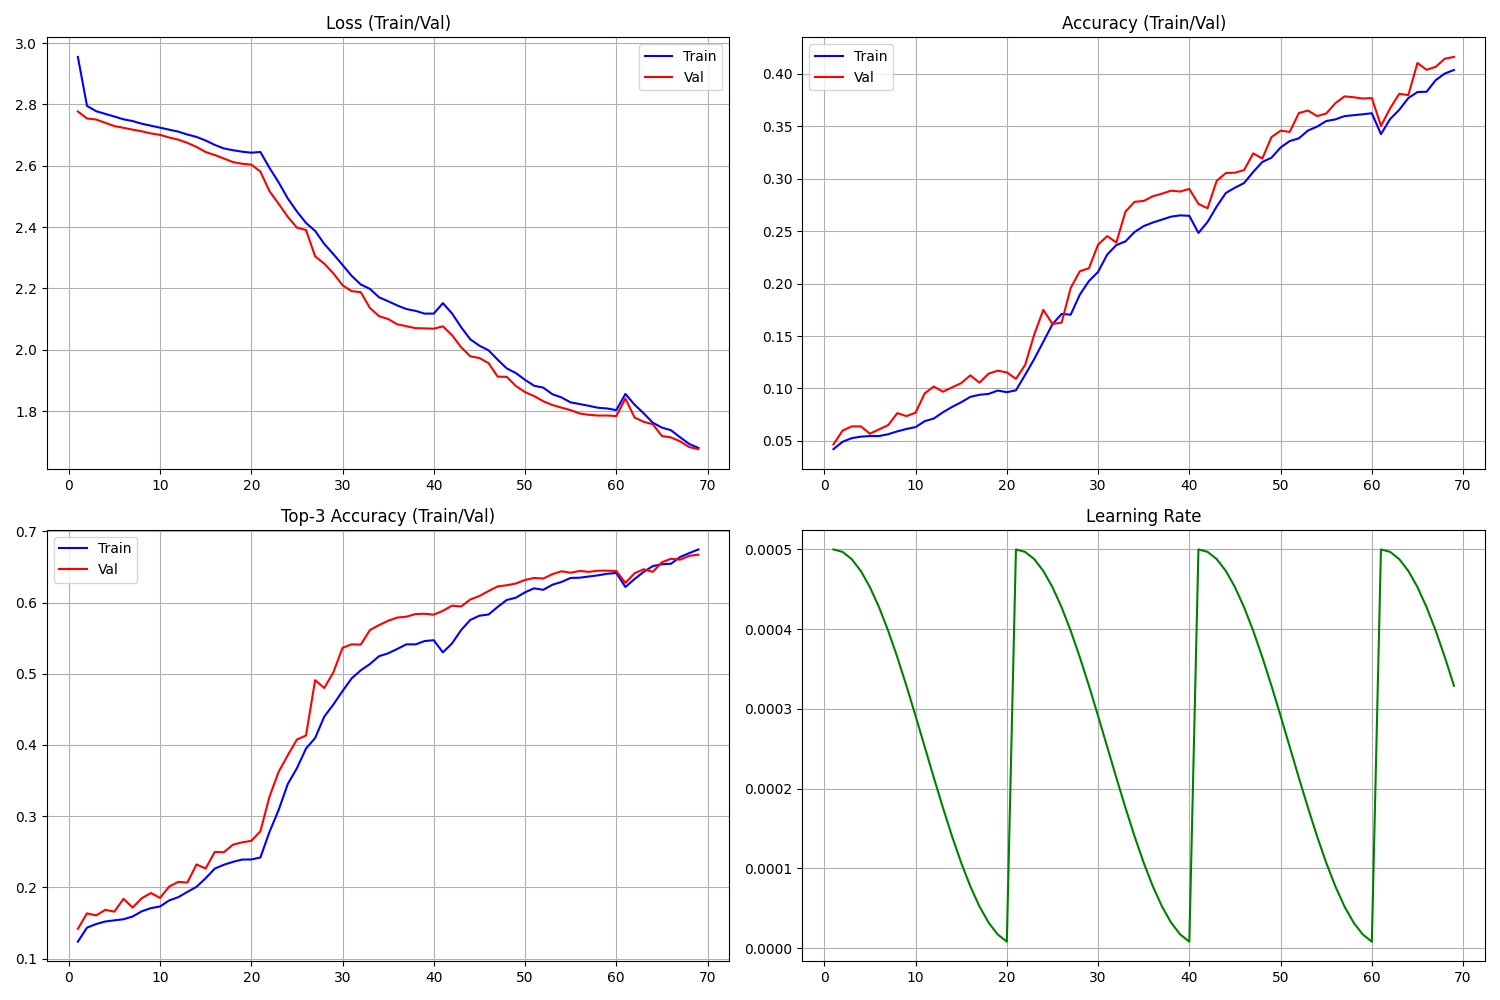 Loss (Train/Val)
3.0
2.8
2.6
2.4
2.2
2.0
1.8
Train
Val
0 10 20 30 40 50 60 70
Accuracy (Train/Val)
0.40
0.35
0.30
0.25
0.20
0.15
0.10
0.05
Train
Val
0 10 20 30 40 50 60 70
Top-3 Accuracy (Train/Val)
0.7
0.6
0.5
0.4
0.3
0.2
0.1
Train
Val
0 10 20 30 40 50 60 70
Learning Rate
0.0005
0.0004
0.0003
0.0002
0.0001
0.0000
0 10 20 30 40 50 60 70